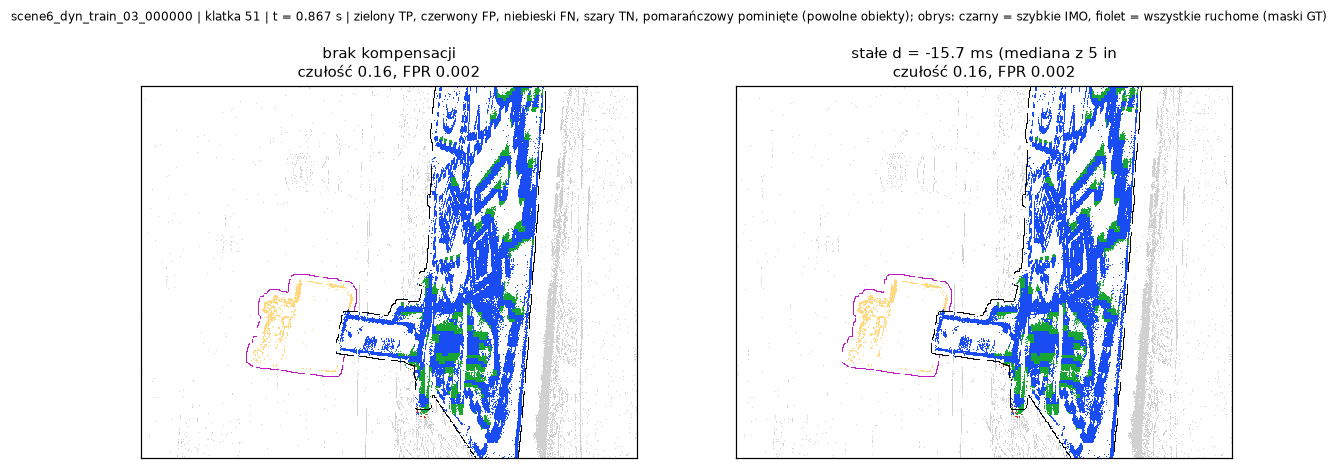 scene6_dyn_train_03_000000 | klatka 51 | t = 0.867 s | zielony TP, czerwony FP, niebieski FN, szary TN, pomarańczowy pominięte (powolne obiekty); obrys: czarny = szybkie IMO, fiolet = wszystkie ruchome (maski GT)
brak kompensacji
czułość 0.16, FPR 0.002
stałe d = -15.7 ms (mediana z 5 in
czułość 0.16, FPR 0.002